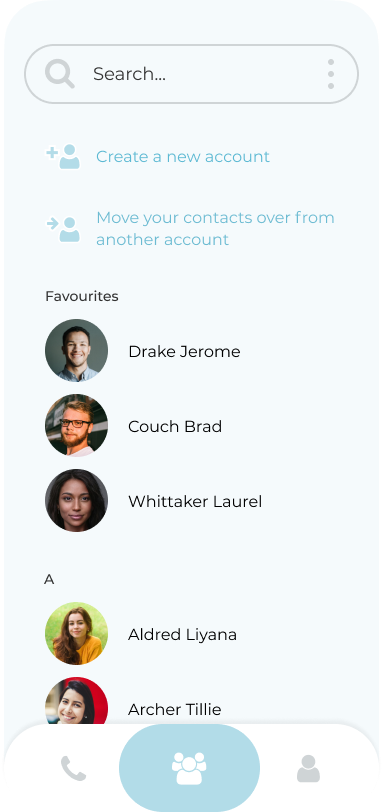 Search...
Create a new account
Move your contacts over from
another account
Favourites
Drake Jerome
Couch Brad
Whittaker Laurel
A
Aldred Liyana
Archer Tillie